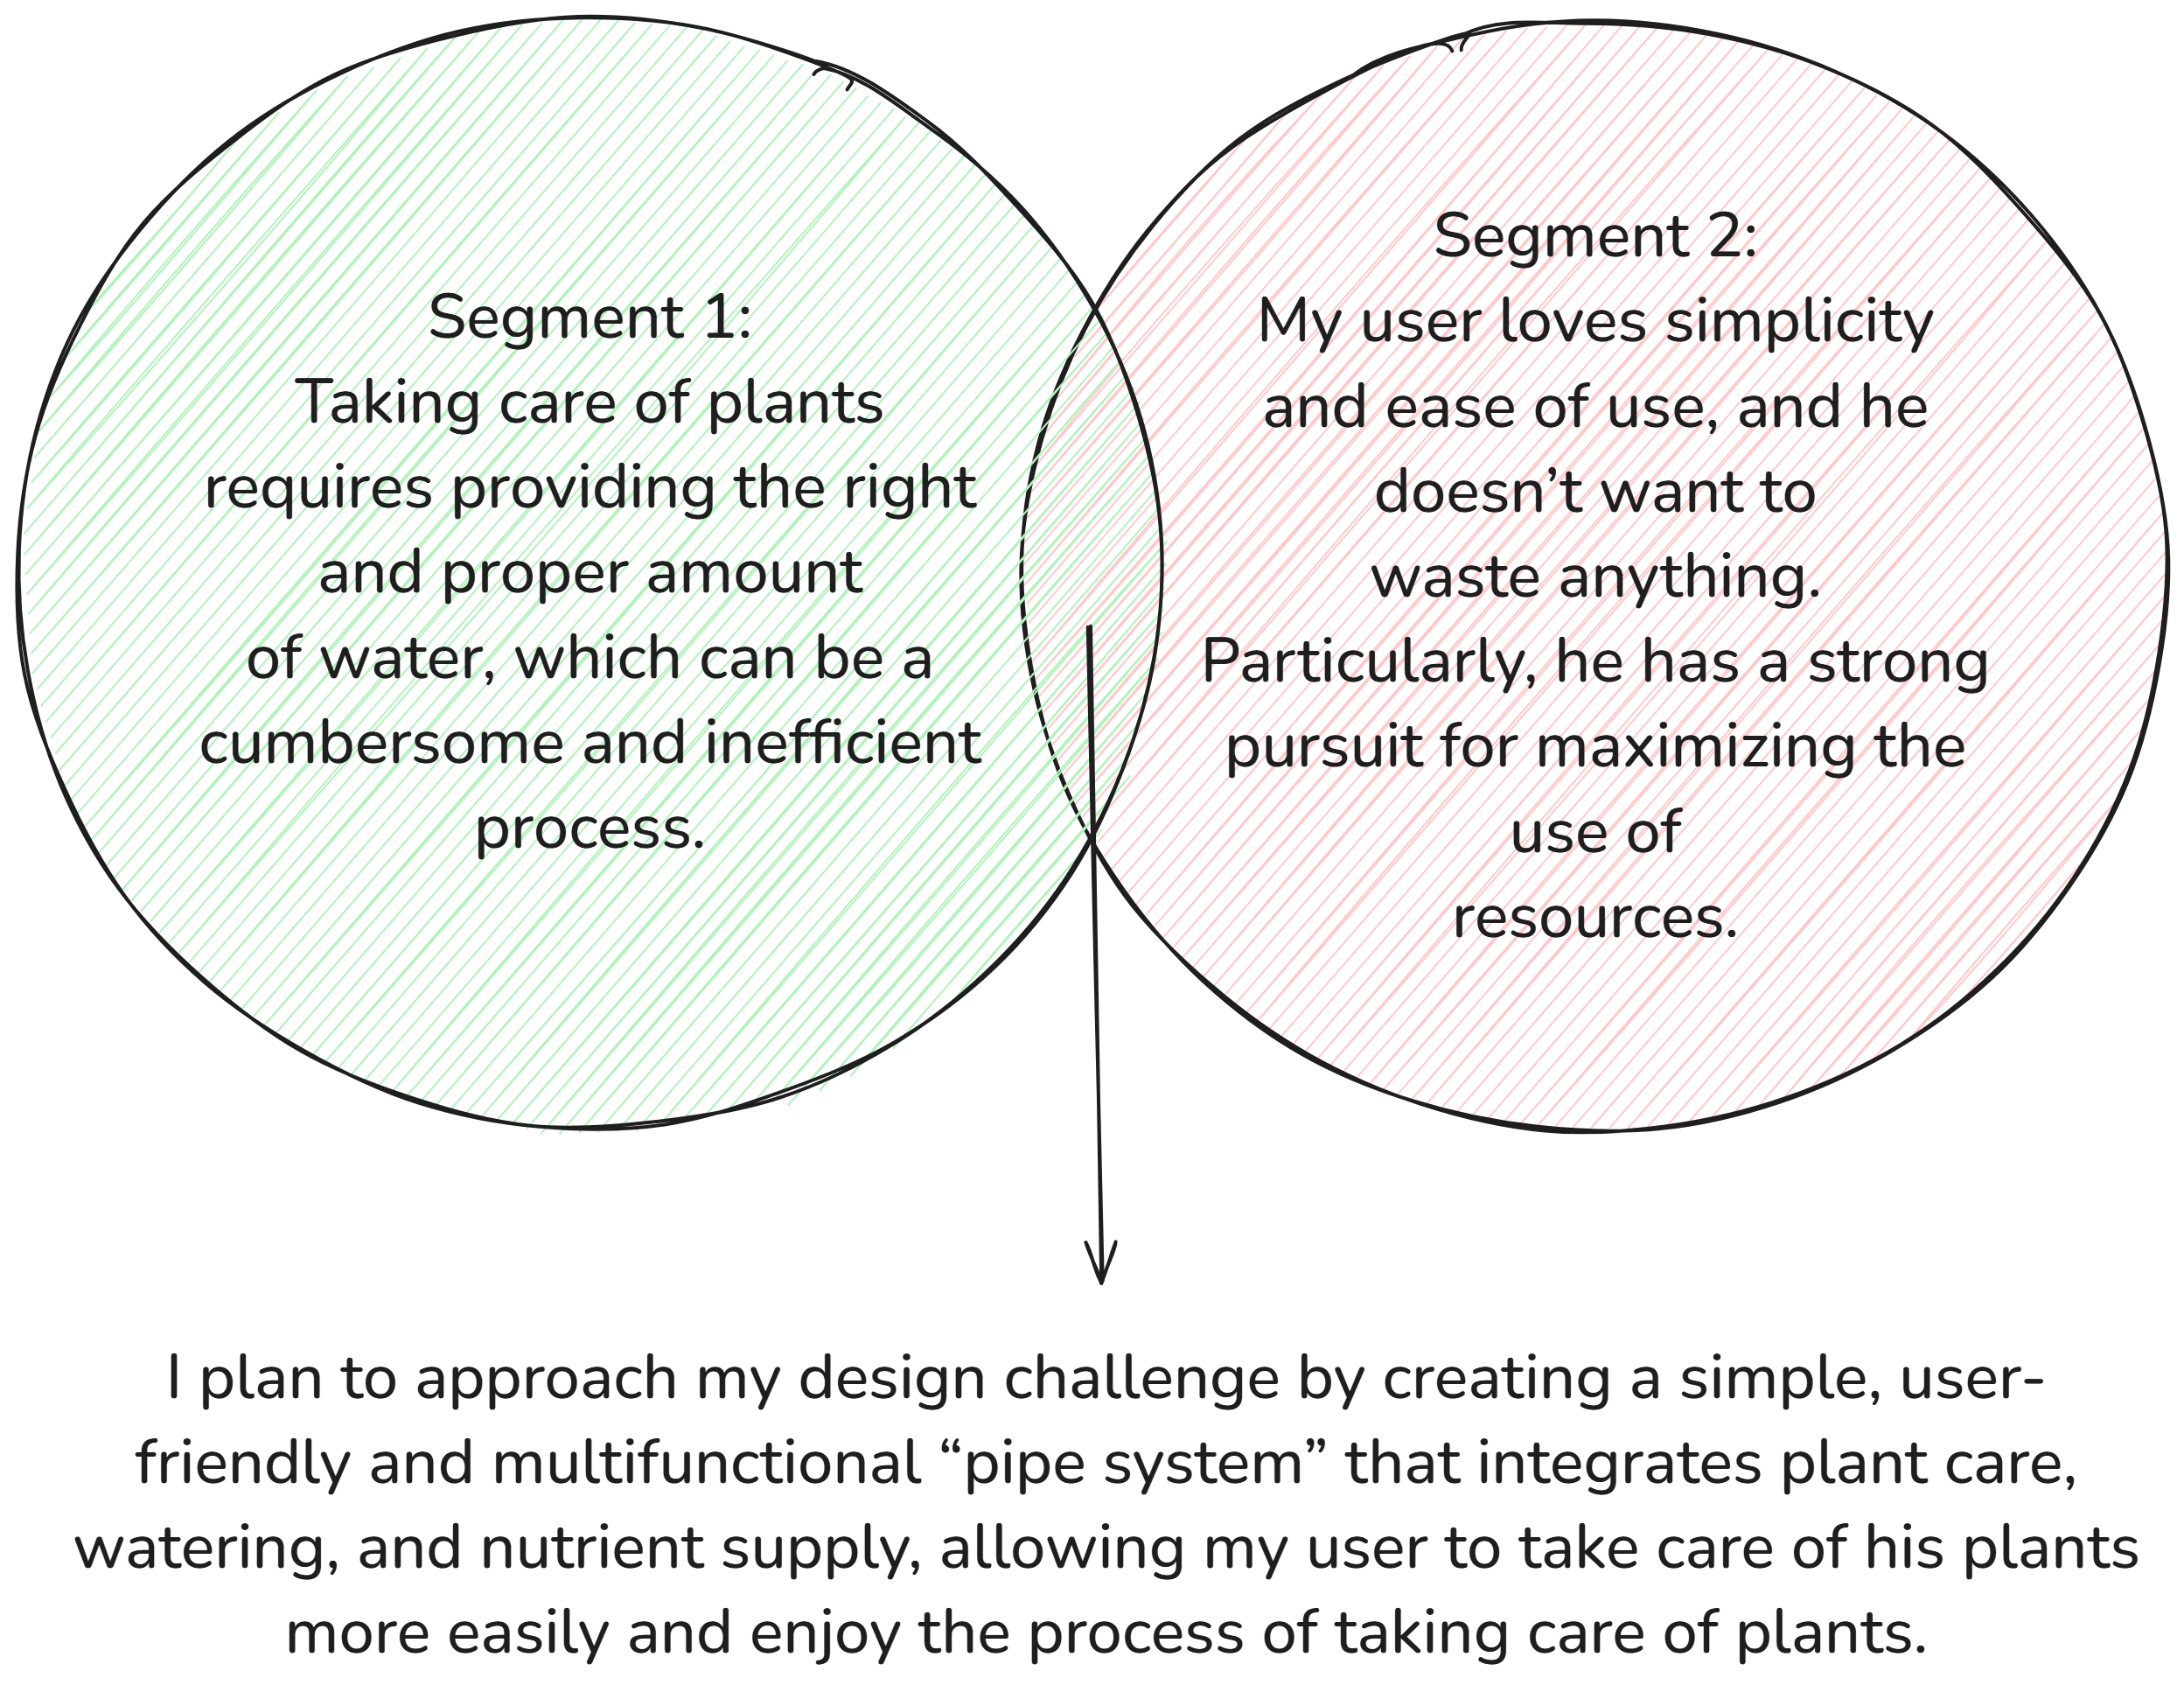 Segment 1:
Taking care of plants
requires providing the right
and proper amount
of water, which can be a
cumbersome and inefficient
process.
Segment 2:
My user loves simplicity
and ease of use, and he
doesn’t want to
waste anything.
Particularly, he has a strong
pursuit for maximizing the
use of
resources.
I plan to approach my design challenge by creating a simple, user-
friendly and multifunctional “pipe system” that integrates plant care,
watering, and nutrient supply, allowing my user to take care of his plants
more easily and enjoy the process of taking care of plants.